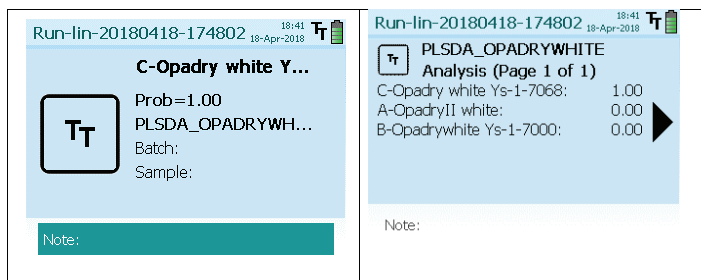 Run-lin-20180418-174802 18:41 18-Apr-2018 TT
C-Opadry white Y...
TT
Prob=1.00
PLSDA_OPADRYWH...
Batch:
Sample:
Note:
Run-lin-20180418-174802 18:41 18-Apr-2018 TT
TT
PLSDA_OPADRYWHITE
Analysis (Page 1 of 1)
C-Opadry white Ys-1-7068: 1.00
A-OpadryII white: 0.00
B-Opadrywhite Ys-1-7000: 0.00
Note: